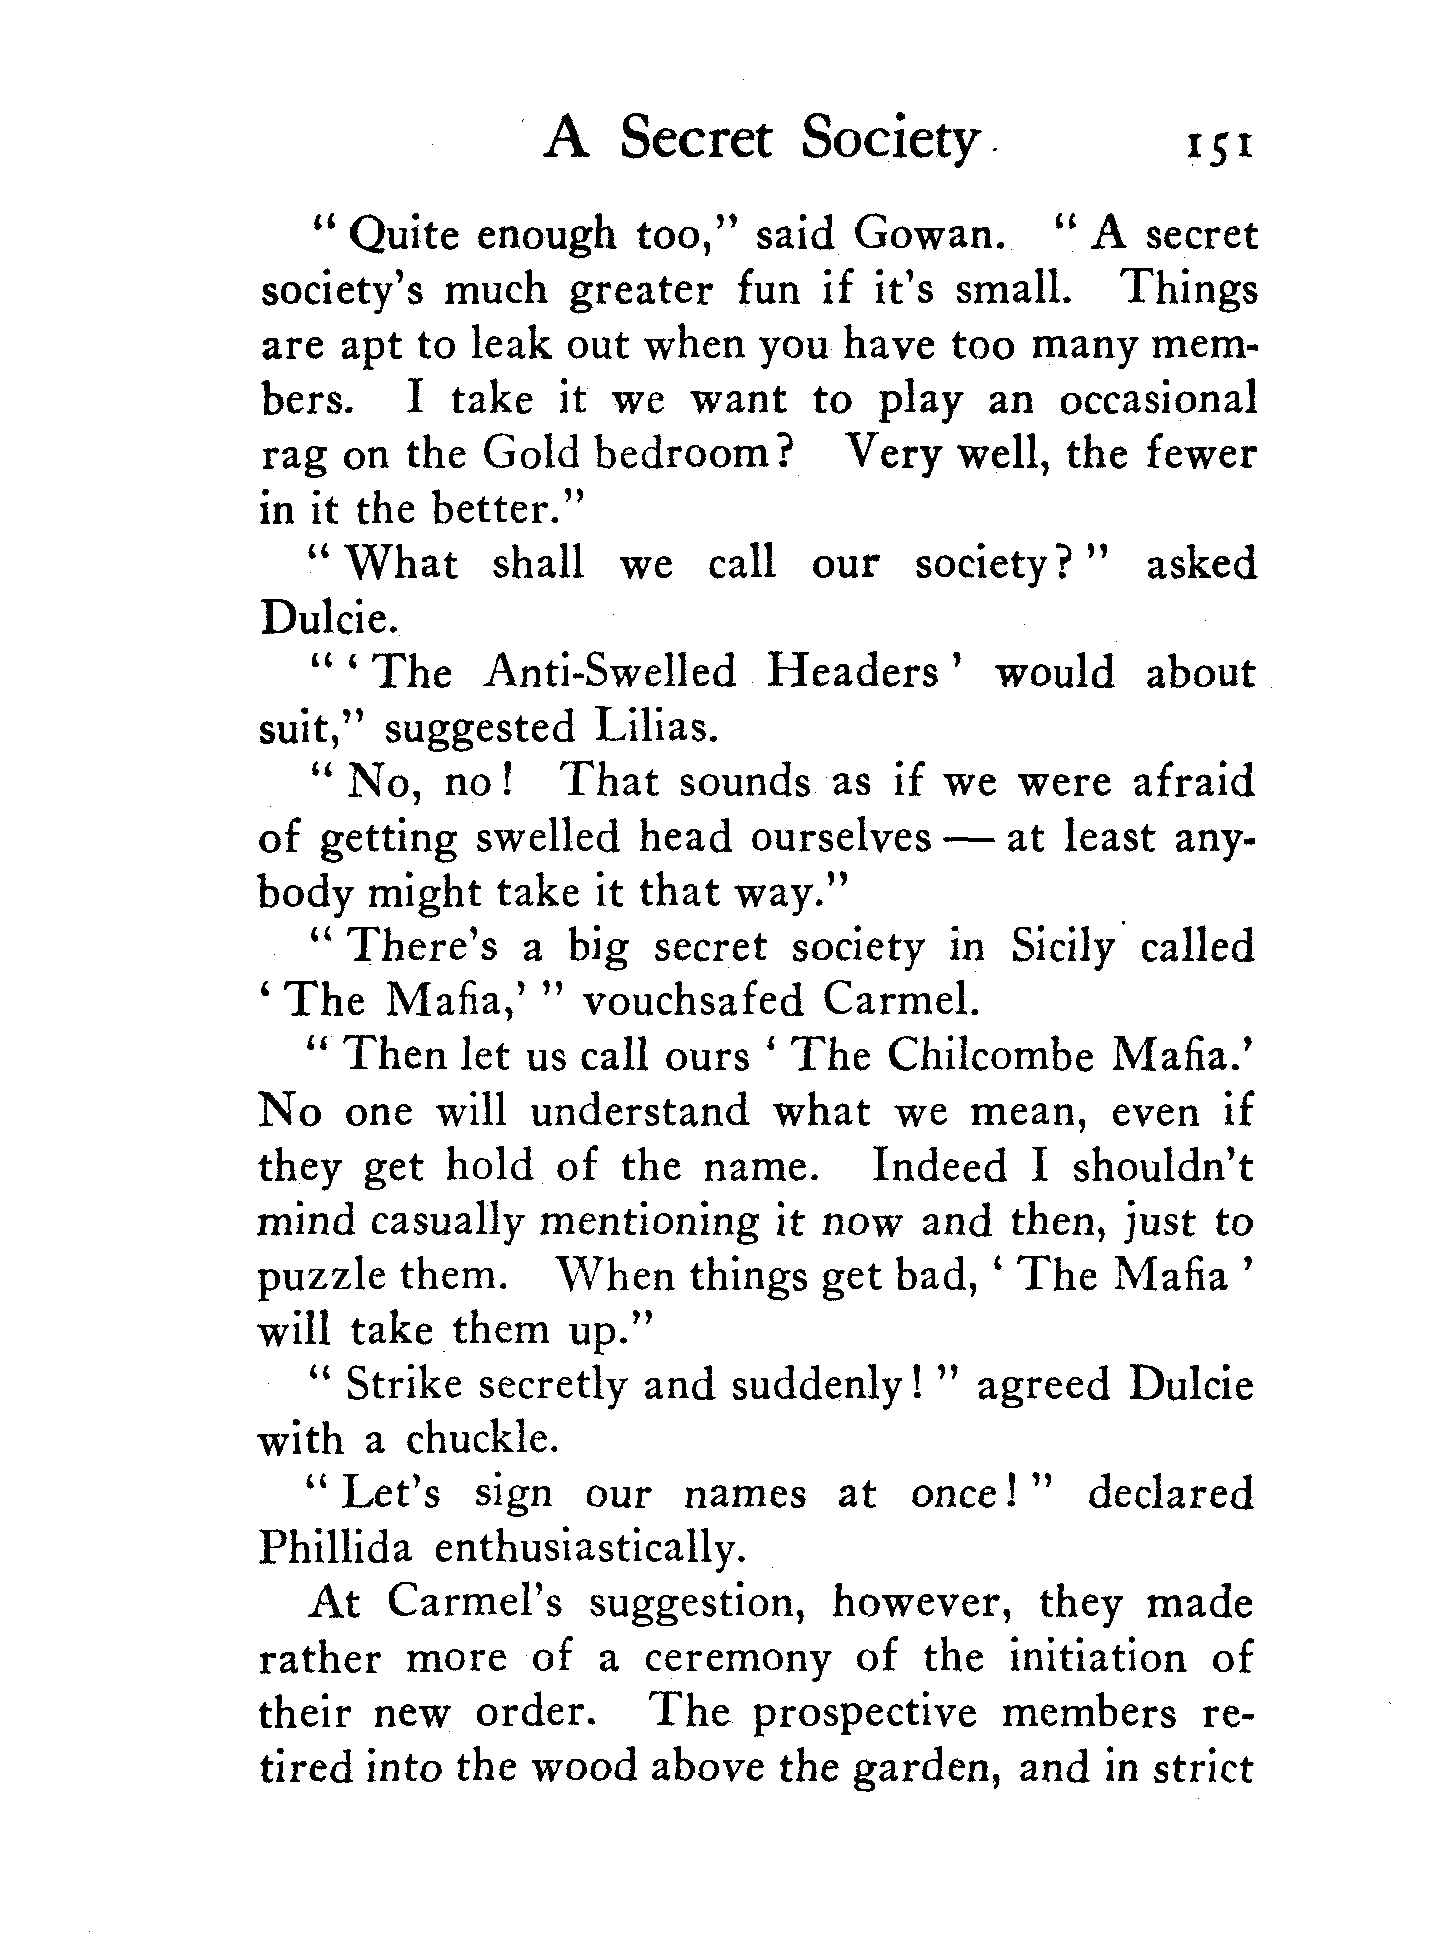 A Secret Society 151
“Quite enough too,” said Gowan. “A secret
society's much greater fun if it's small. Things
are apt to leak out when you have too many mem-
bers. I take it we want to play an occasional
rag on the Gold bedroom? Very well, the fewer
in it the better.”
“What shall we call our society?” asked
Dulcie.
“‘The Anti-Swelled Headers’ would about
suit,” suggested Lilias.
“No, no! That sounds as if we were afraid
of getting swelled head ourselves — at least any-
body might take it that way.”
“There's a big secret society in Sicily called
‘The Mafia,’” vouchsafed Carmel.
“Then let us call ours ‘The Chilcombe Mafia.’
No one will understand what we mean, even if
they get hold of the name. Indeed I shouldn't
mind casually mentioning it now and then, just to
puzzle them. When things get bad, ‘The Mafia’
will take them up.”
“Strike secretly and suddenly!” agreed Dulcie
with a chuckle.
“Let's sign our names at once!” declared
Phillida enthusiastically.
At Carmel's suggestion, however, they made
rather more of a ceremony of the initiation of
their new order. The prospective members re-
tired into the wood above the garden, and in strict